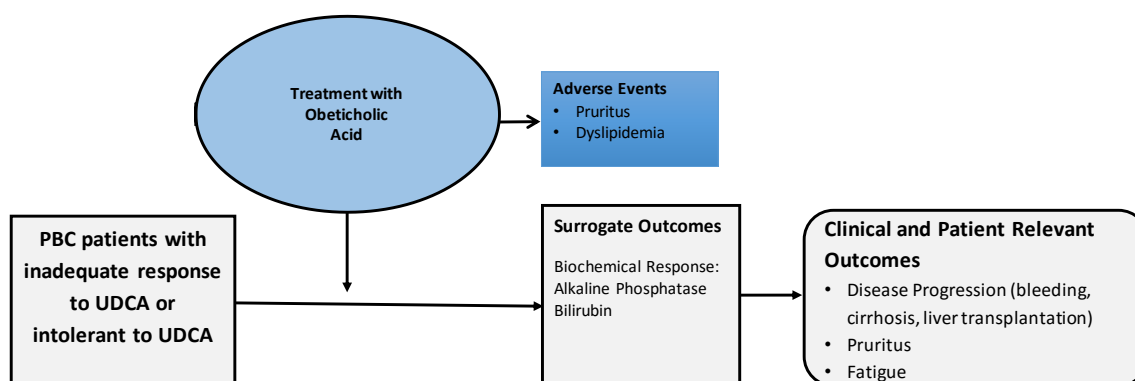 Treatment with
Obeticholic
Acid
Adverse Events
• Pruritus
• Dyslipidemia
PBC patients with
inadequate response
to UDCA or
intolerant to UDCA
Surrogate Outcomes
Biochemical Response:
Alkaline Phosphatase
Bilirubin
Clinical and Patient Relevant
Outcomes
• Disease Progression (bleeding,
cirrhosis, liver transplantation)
• Pruritus
• Fatigue